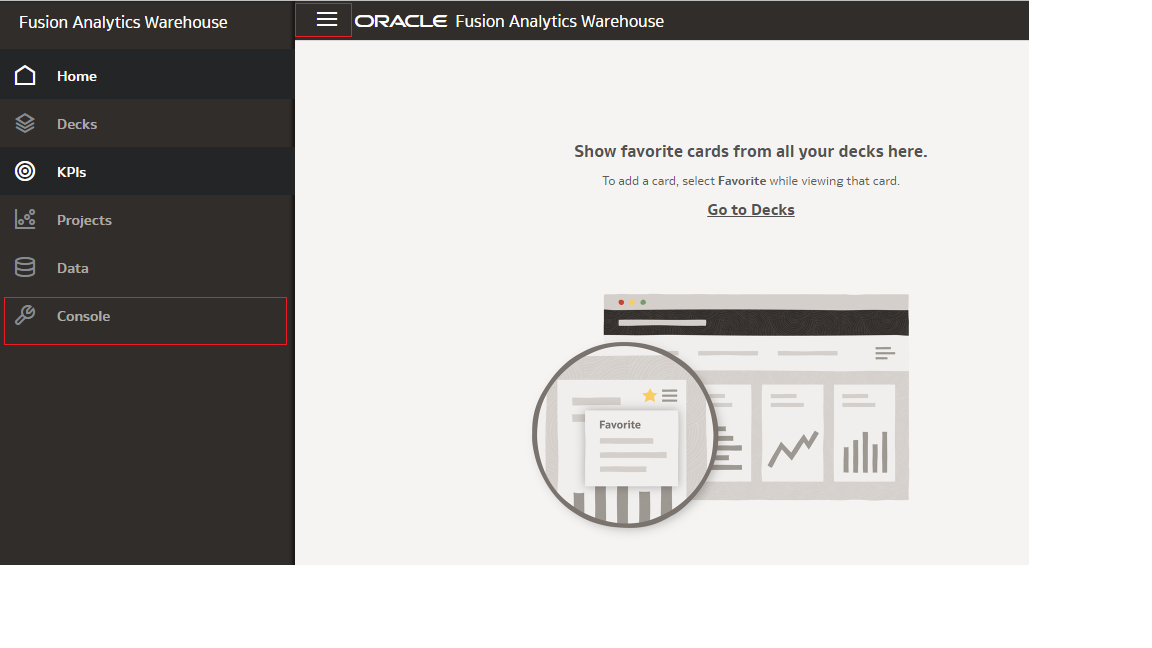 Fusion Analytics Warehouse
Home
Decks
KPIs
Projects
Data
Console
ORACLE Fusion Analytics Warehouse
Show favorite cards from all your decks here.
To add a card, select Favorite while viewing that card.
Go to Decks
Favorite